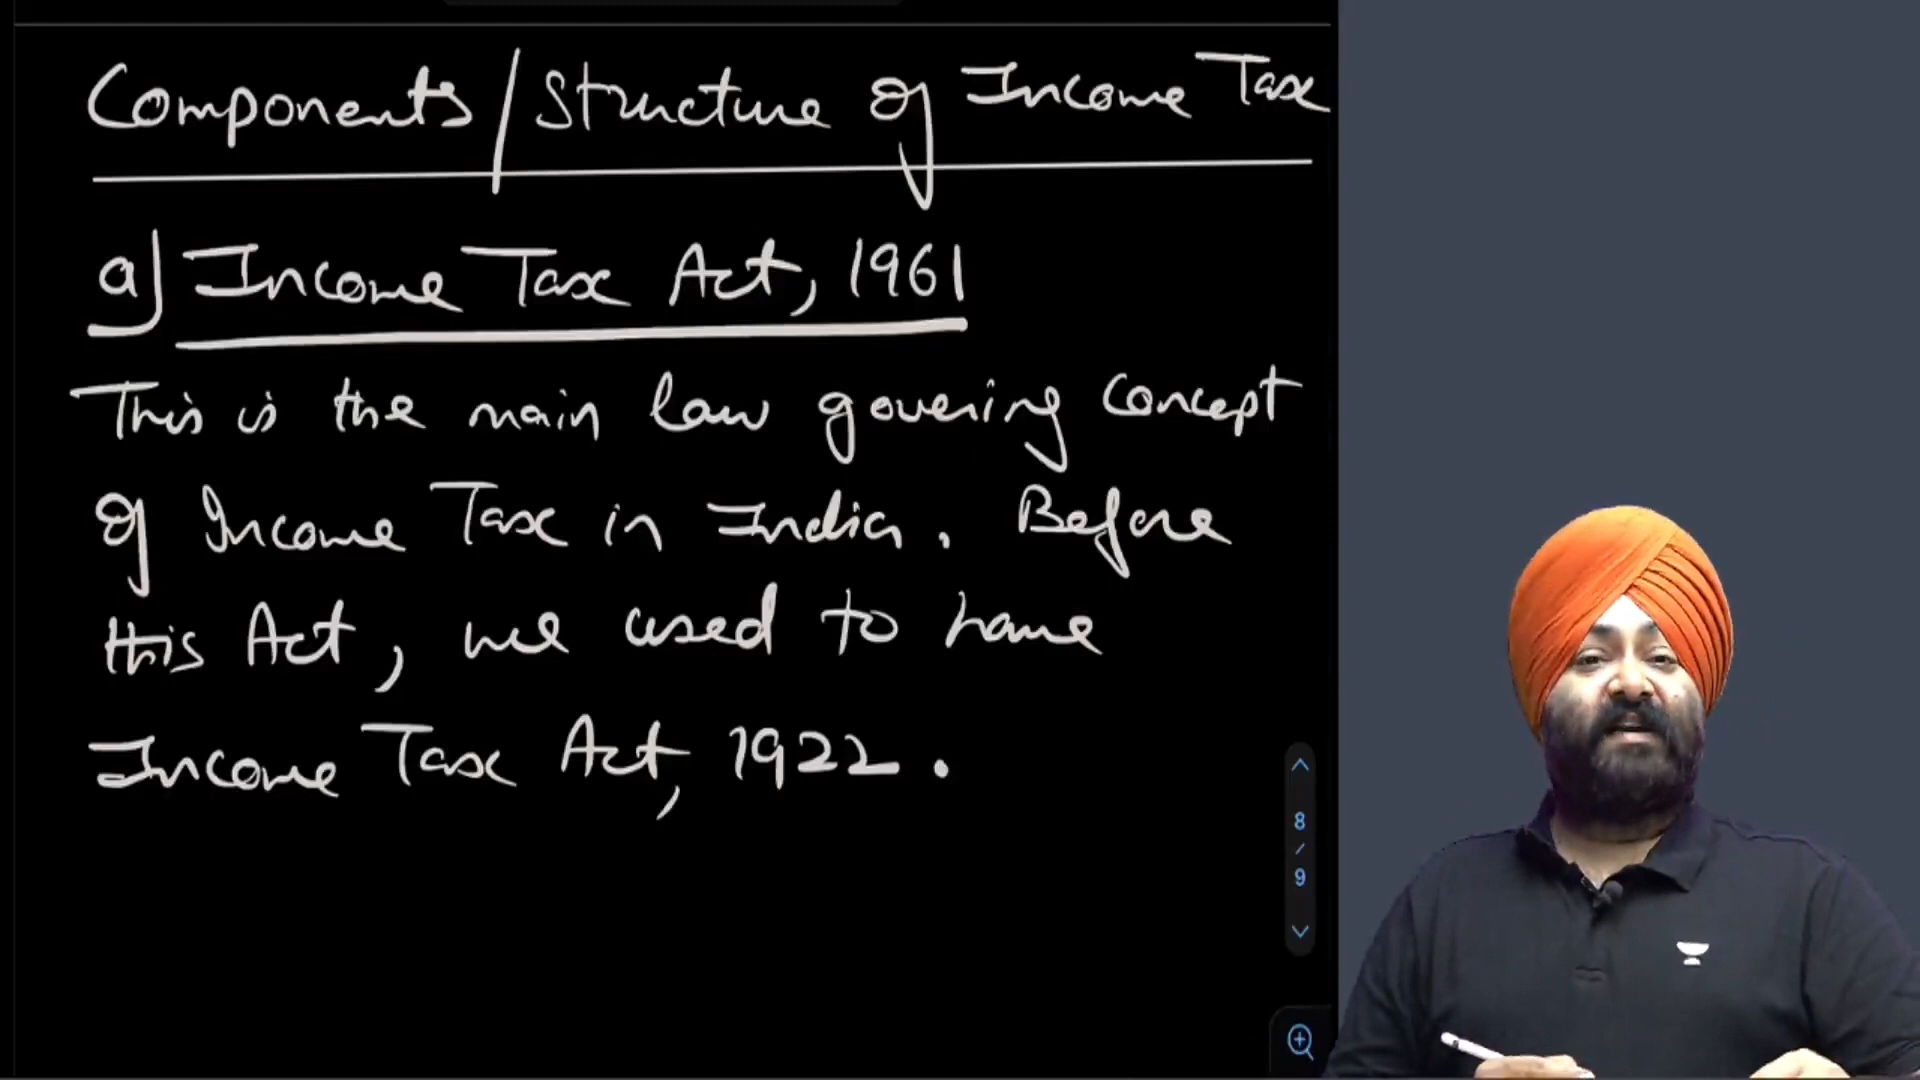 Components/Structure of Income Tax
a) Income Tax Act, 1961
This is the main law govering concept
of Income Tax in India. Before
this Act, we used to have
Income Tax Act, 1922.
8
/
9